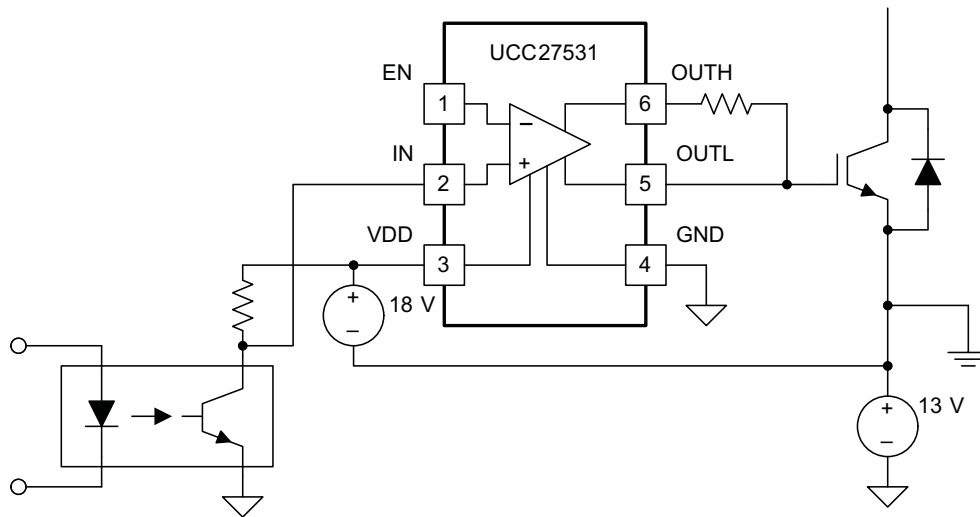 UCC27531
EN
OUTH
1
6
IN
OUTL
2
5
VDD
GND
3
4
+
18 V
+
13 V